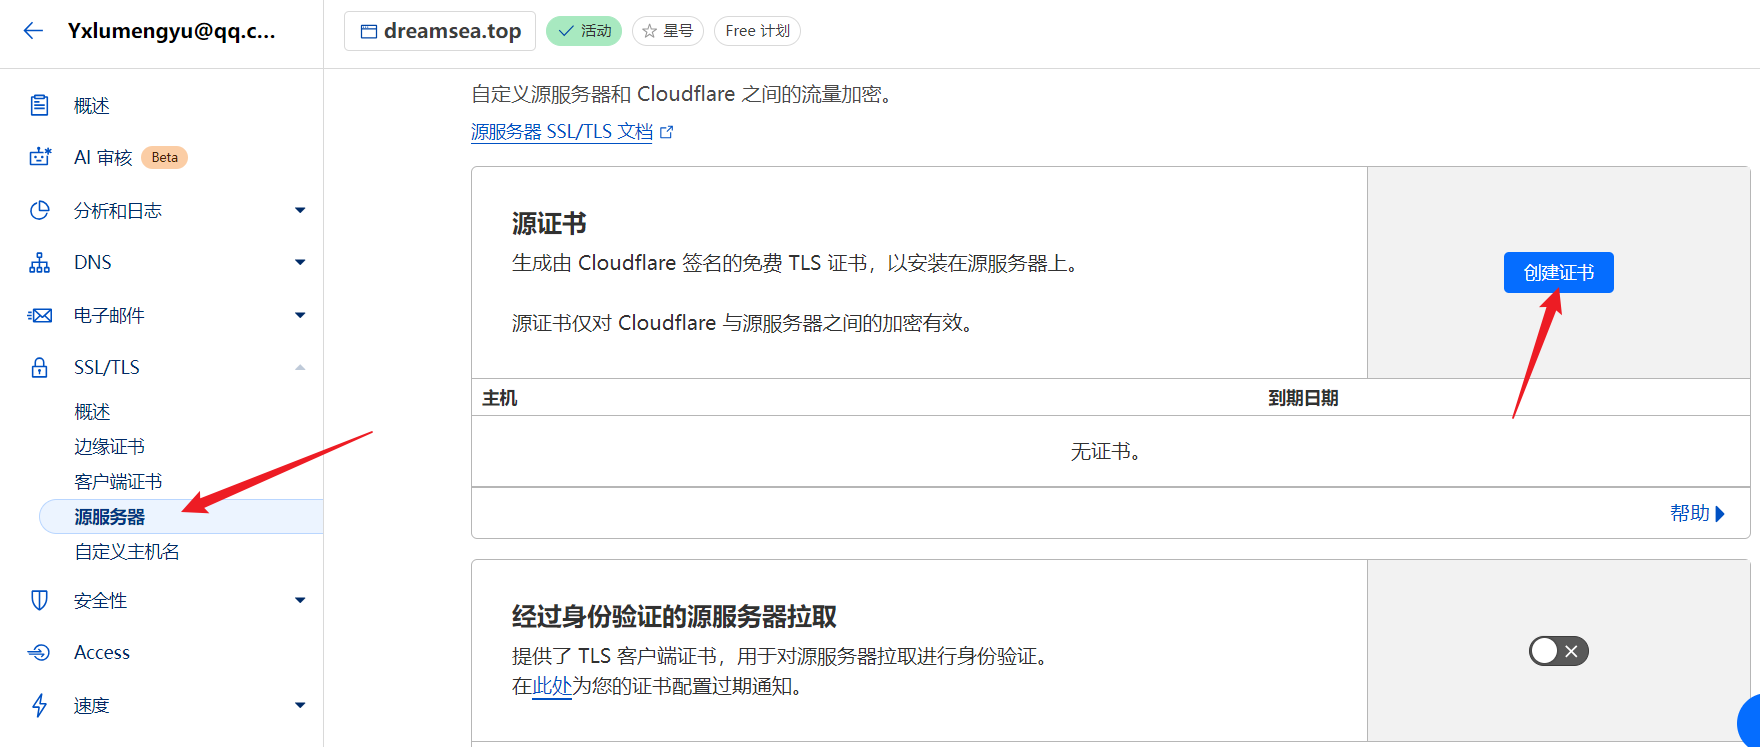 Yxlumengyu@qq.c...
dreamsea.top
活动
星号
Free 计划
概述
AI 审核 Beta
分析和日志
DNS
电子邮件
SSL/TLS
概述
边缘证书
客户端证书
源服务器
自定义主机名
安全性
Access
速度
自定义源服务器和 Cloudflare 之间的流量加密。
源服务器 SSL/TLS 文档
源证书
生成由 Cloudflare 签名的免费 TLS 证书，以安装在源服务器上。
源证书仅对 Cloudflare 与源服务器之间的加密有效。
创建证书
主机 到期日期
无证书。
帮助
经过身份验证的源服务器拉取
提供了 TLS 客户端证书，用于对源服务器拉取进行身份验证。
在此处为您的证书配置过期通知。